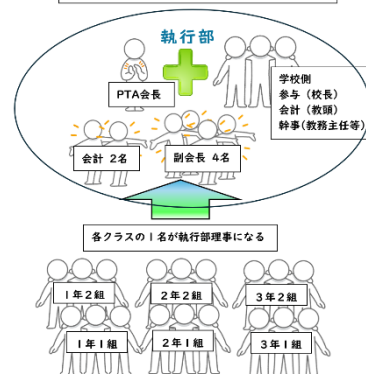 執行部
PTA会長
学校側
参与(校長)
会計(教頭)
幹事(教務主任等)
会計 2名
副会長 4名
各クラスの1名が執行部理事になる
1年2組
2年2組
3年2組
1年1組
2年1組
3年1組